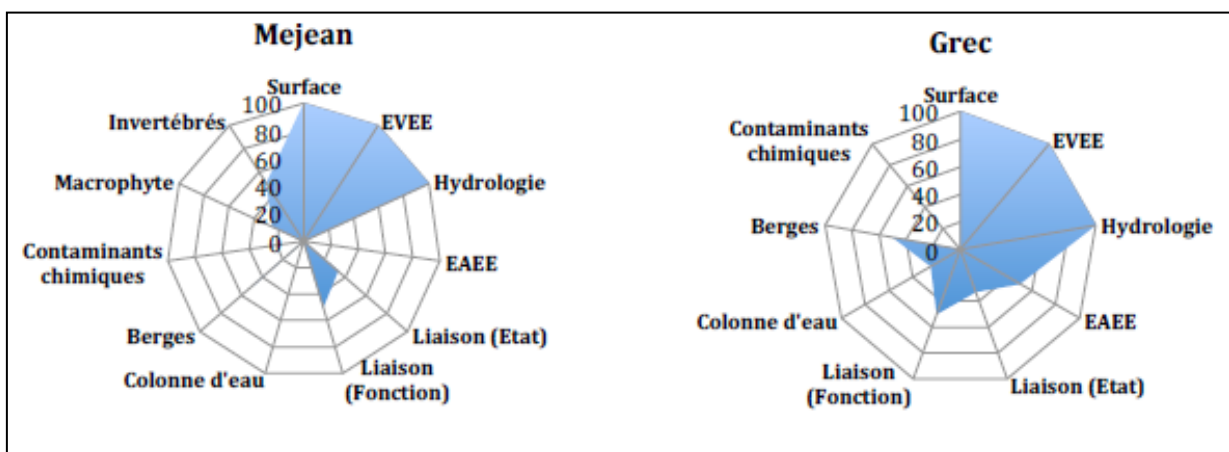 Mejean
Surface
100
80
60
40
20
0
EVEE
Hydrologie
EAEE
Liaison (Etat)
Liaison
(Fonction)
Colonne d'eau
Berges
Contaminants
chimiques
Macrophyte
Invertébrés
Grec
Surface
100
80
60
40
20
0
EVEE
Hydrologie
EAEE
Liaison (Etat)
Liaison
(Fonction)
Colonne d'eau
Berges
Contaminants
chimiques